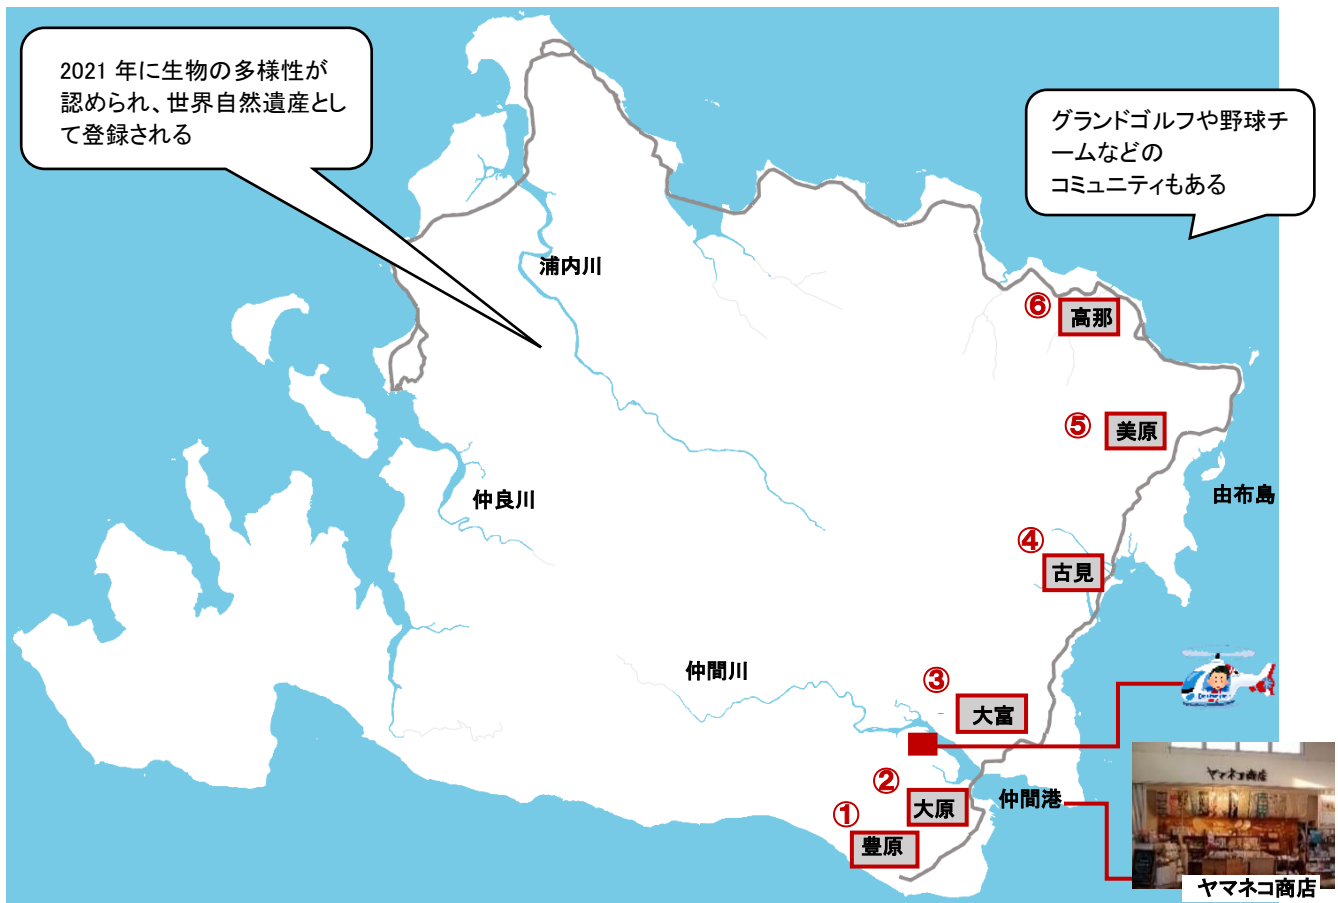 2021 年に生物の多様性が
認められ、世界自然遺産とし
て登録される
グランドゴルフや野球チ
ームなどの
コミュニティもある
浦内川
⑥
高那
⑤
美原
由布島
仲良川
④
古見
仲間川
③
大富
②
大原
仲間港
①
豊原
ヤマネコ商店
ヤマネコ商店